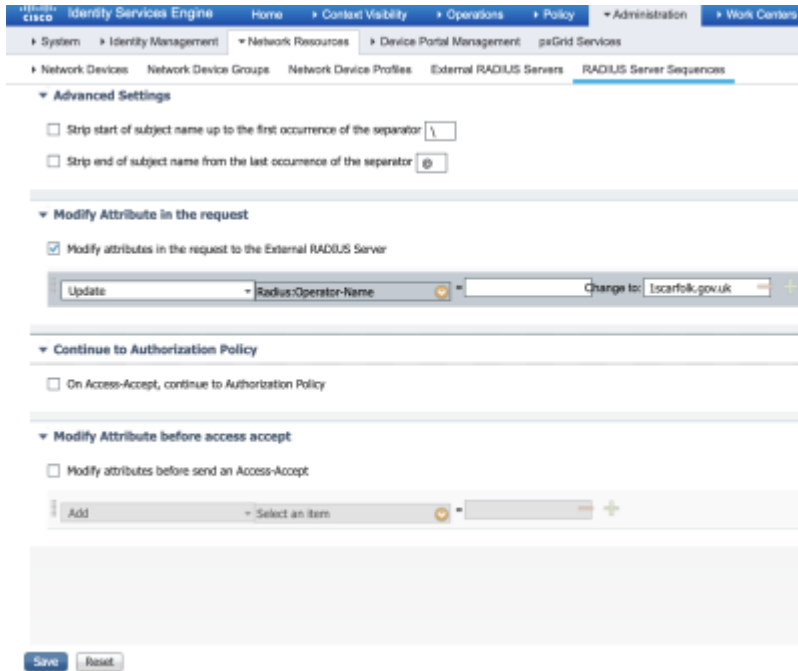 cisco Identity Services Engine Home Context Visibility Operations Policy Administration Work Centers
System Identity Management Network Resources Device Portal Management pxGrid Services
Network Devices Network Device Groups Network Device Profiles External RADIUS Servers RADIUS Server Sequences
Advanced Settings
Strip start of subject name up to the first occurrence of the separator \
Strip end of subject name from the last occurrence of the separator @
Modify Attribute in the request
Modify attributes in the request to the External RADIUS Server
Update Radius:Operator-Name = Change to: 1scarfolk.gov.uk
Continue to Authorization Policy
On Access-Accept, continue to Authorization Policy
Modify Attribute before access accept
Modify attributes before send an Access-Accept
Add Select an item =
Save Reset